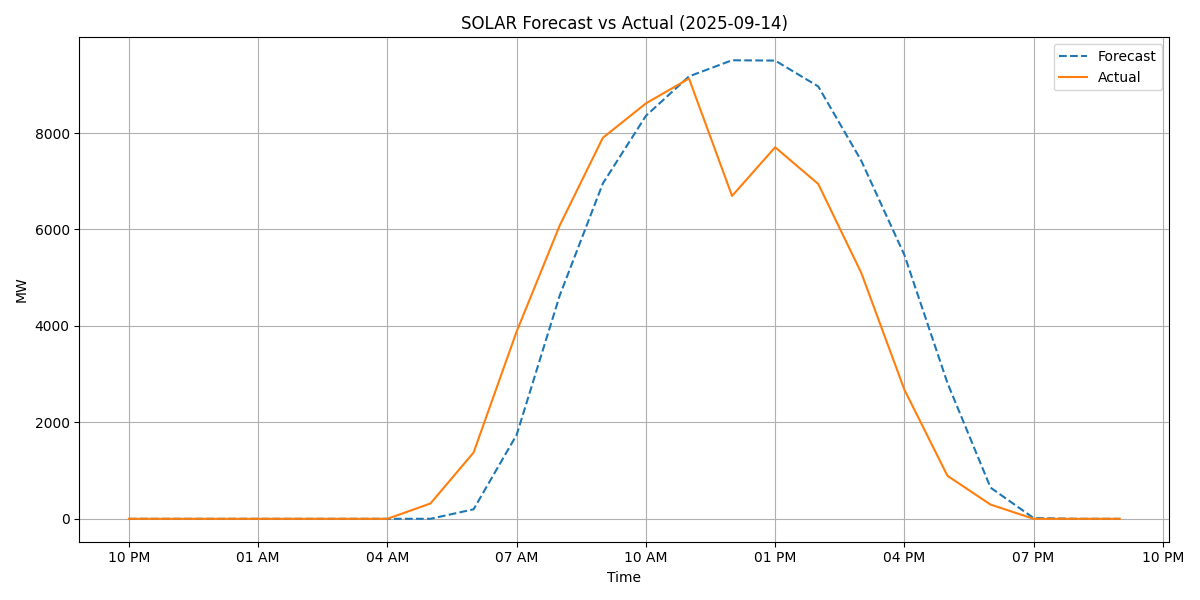 SOLAR Forecast vs Actual (2025-09-14)
Forecast
Actual
MW
8000
6000
4000
2000
0
10 PM 01 AM 04 AM 07 AM 10 AM 01 PM 04 PM 07 PM 10 PM
Time